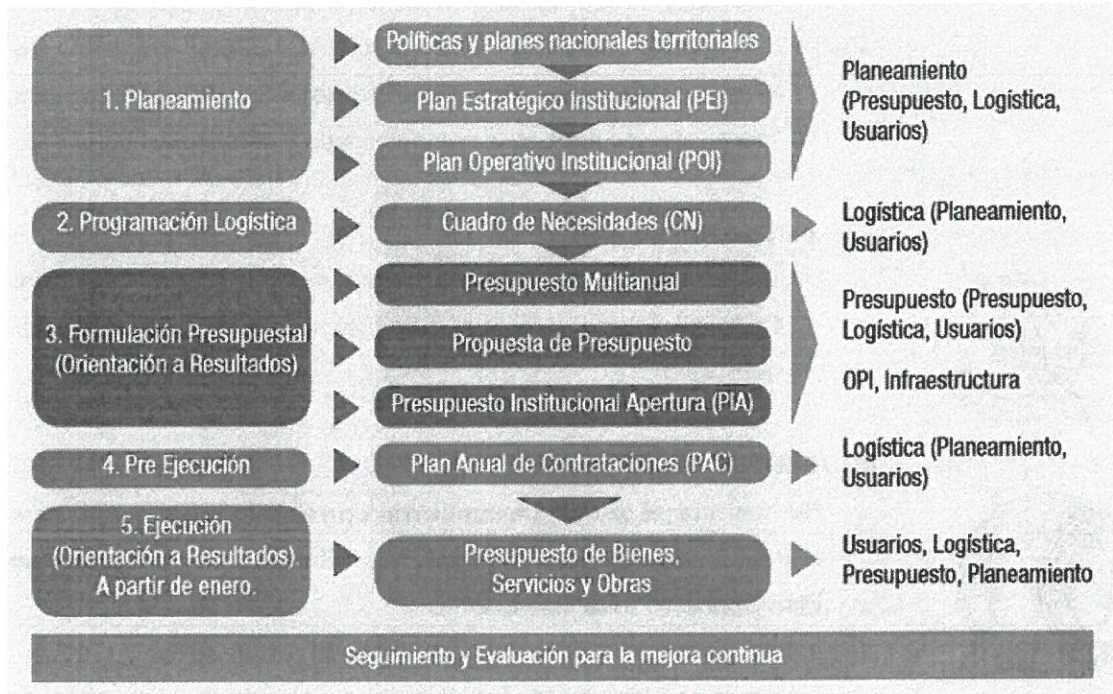 Políticas y planes nacionales territoriales
1. Planeamiento
Plan Estratégico Institucional (PEI)
Plan Operativo Institucional (POI)
Planeamiento
(Presupuesto, Logística,
Usuarios)
2. Programación Logística
Cuadro de Necesidades (CN)
Logística (Planeamiento,
Usuarios)
3. Formulación Presupuestal
(Orientación a Resultados)
Presupuesto Multianual
Propuesta de Presupuesto
Presupuesto Institucional Apertura (PIA)
Presupuesto (Presupuesto,
Logística, Usuarios)
OPI, Infraestructura
4. Pre Ejecución
Plan Anual de Contrataciones (PAC)
Logística (Planeamiento,
Usuarios)
5. Ejecución
(Orientación a Resultados).
A partir de enero.
Presupuesto de Bienes,
Servicios y Obras
Usuarios, Logística,
Presupuesto, Planeamiento
Seguimiento y Evaluación para la mejora continua